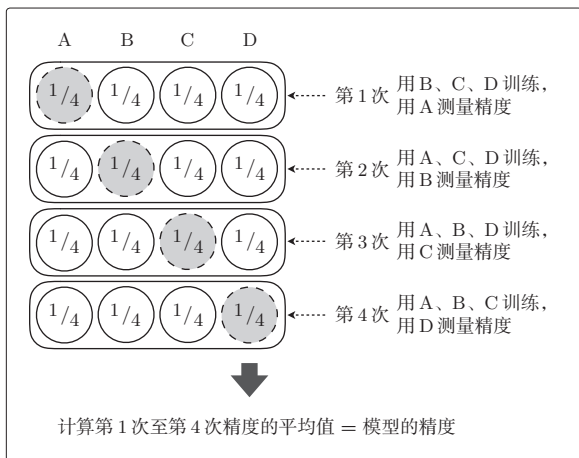 A B C D
1/4 1/4 1/4 1/4 第1次 用B、C、D训练，
用A测量精度
1/4 1/4 1/4 1/4 第2次 用A、C、D训练，
用B测量精度
1/4 1/4 1/4 1/4 第3次 用A、B、D训练，
用C测量精度
1/4 1/4 1/4 1/4 第4次 用A、B、C训练，
用D测量精度
计算第1次至第4次精度的平均值 = 模型的精度